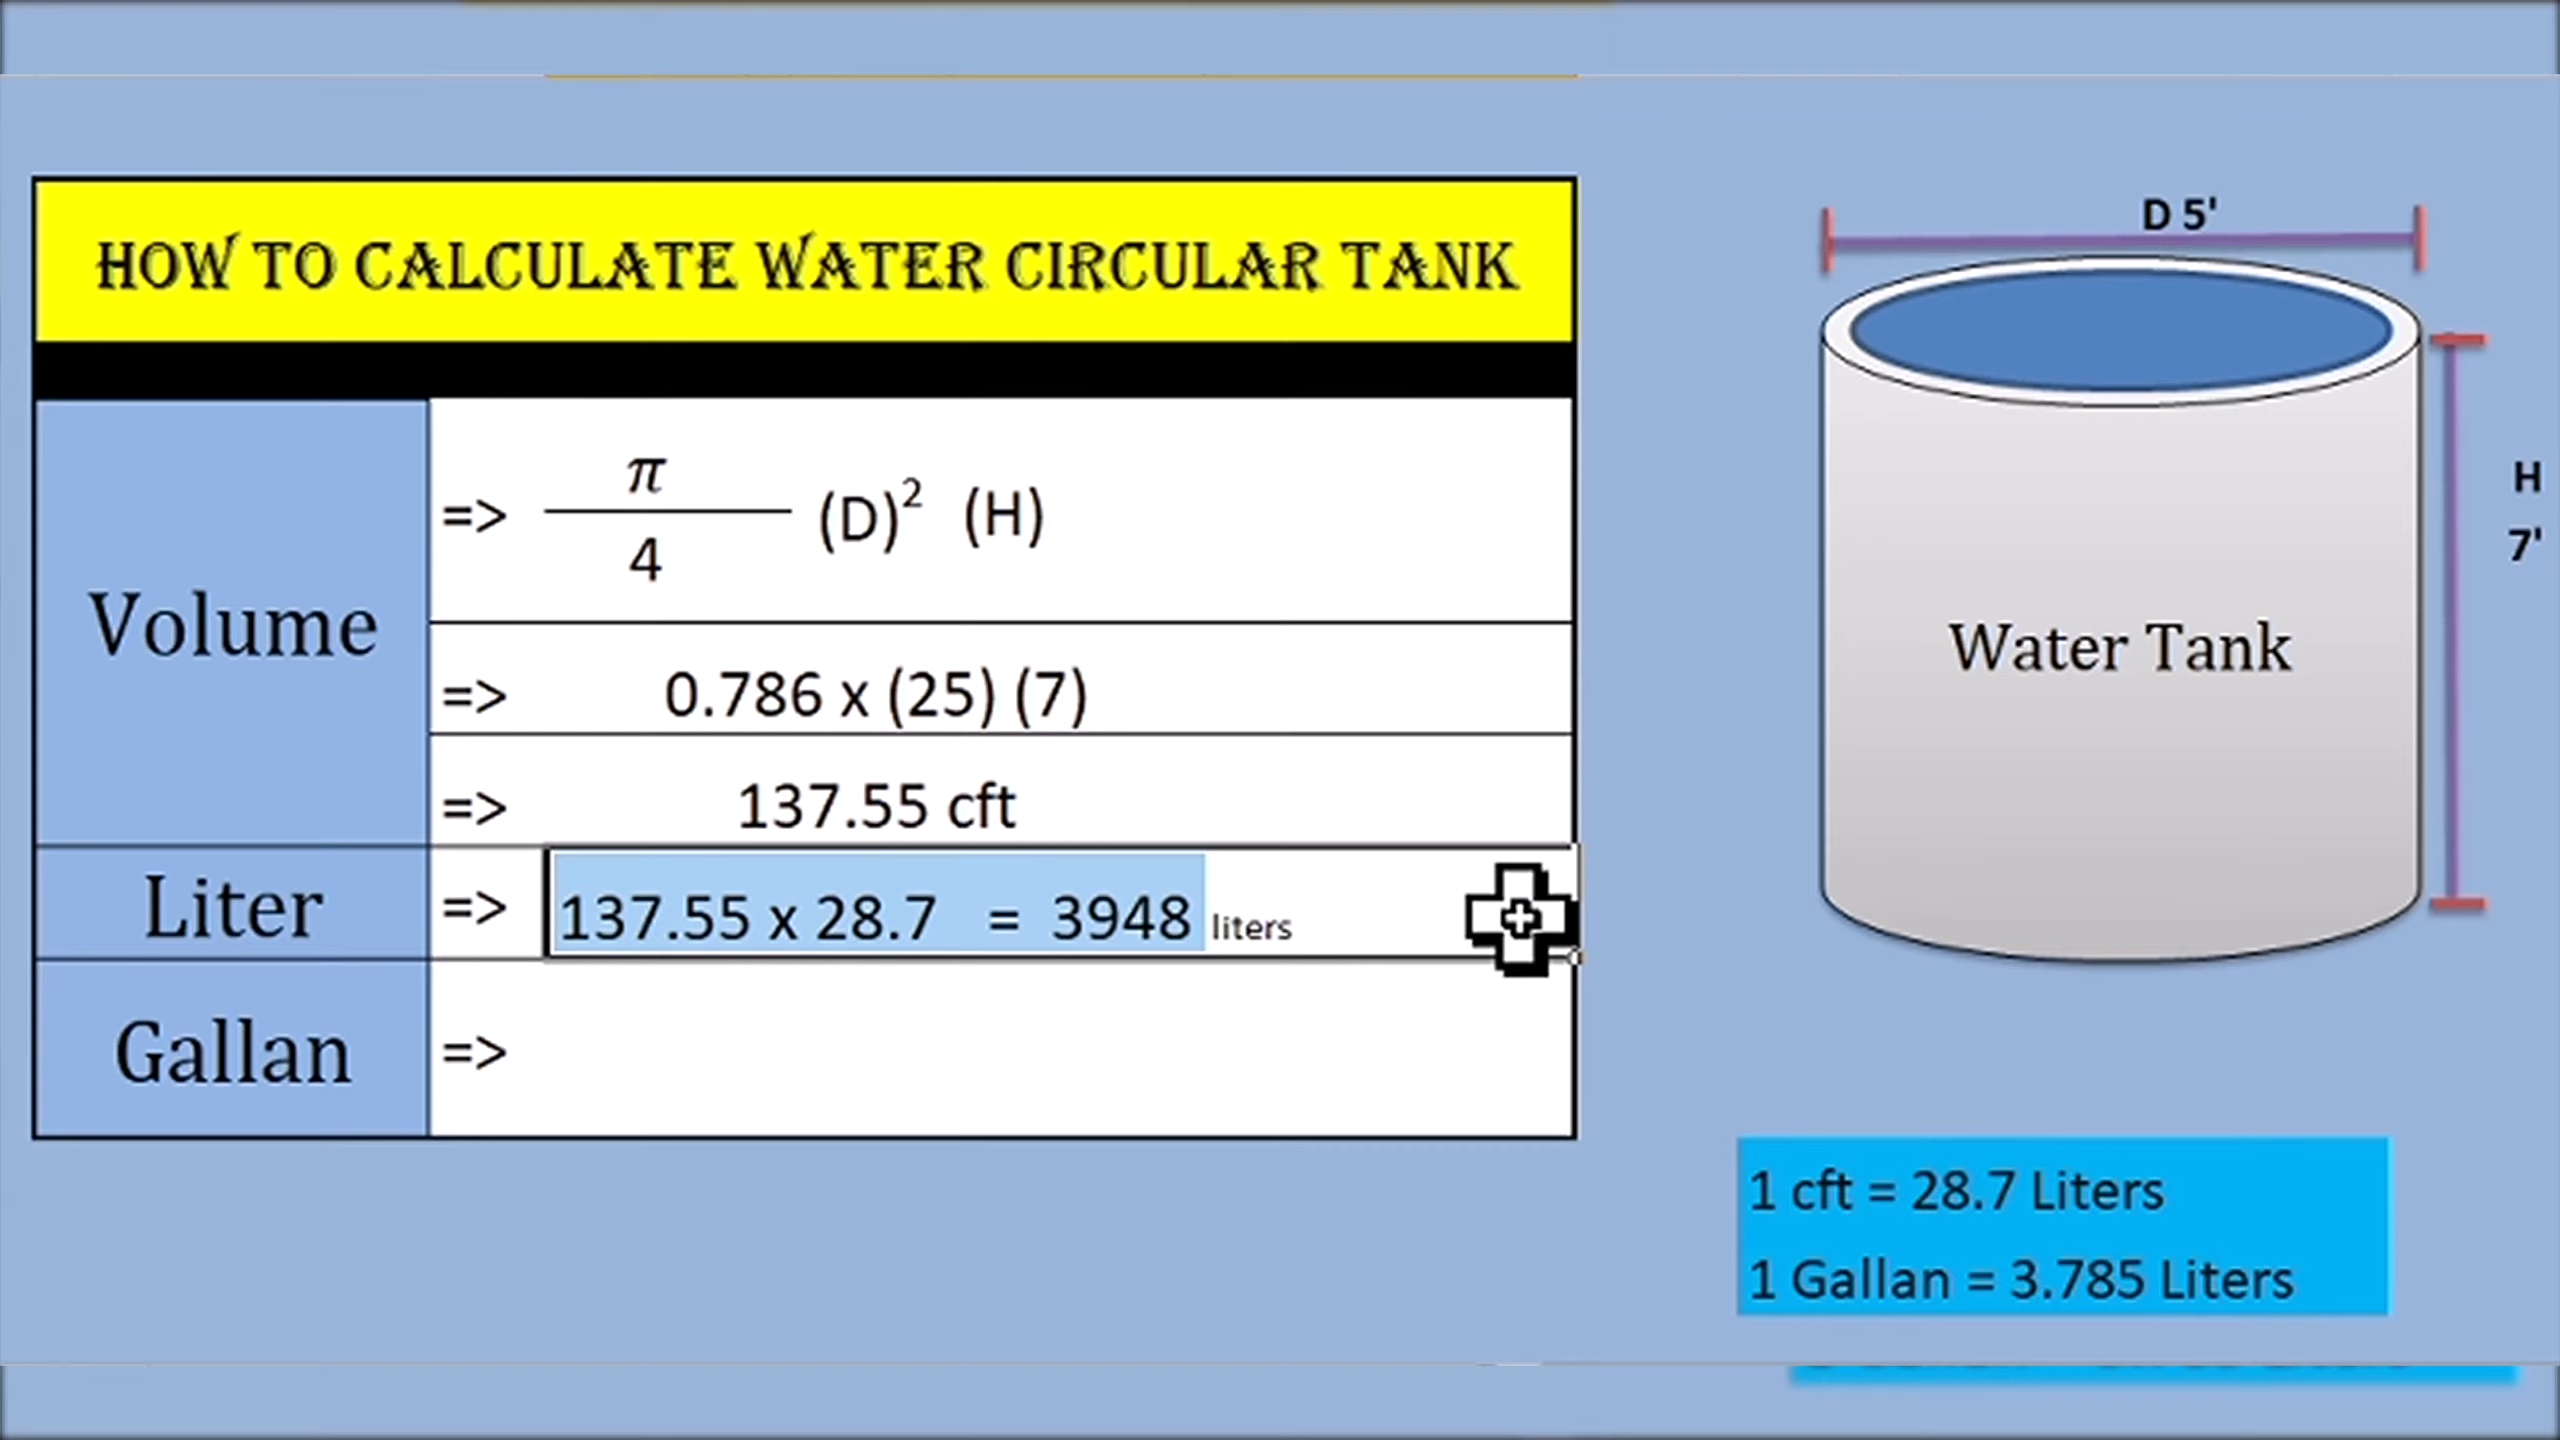 HOW TO CALCULATE WATER CIRCULAR TANK
Volume
=> π / 4 (D)² (H)
=> 0.786 x (25) (7)
=> 137.55 cft
Liter => 137.55 x 28.7 = 3948 liters
Gallan =>
D 5'
H
7'
Water Tank
1 cft = 28.7 Liters
1 Gallan = 3.785 Liters